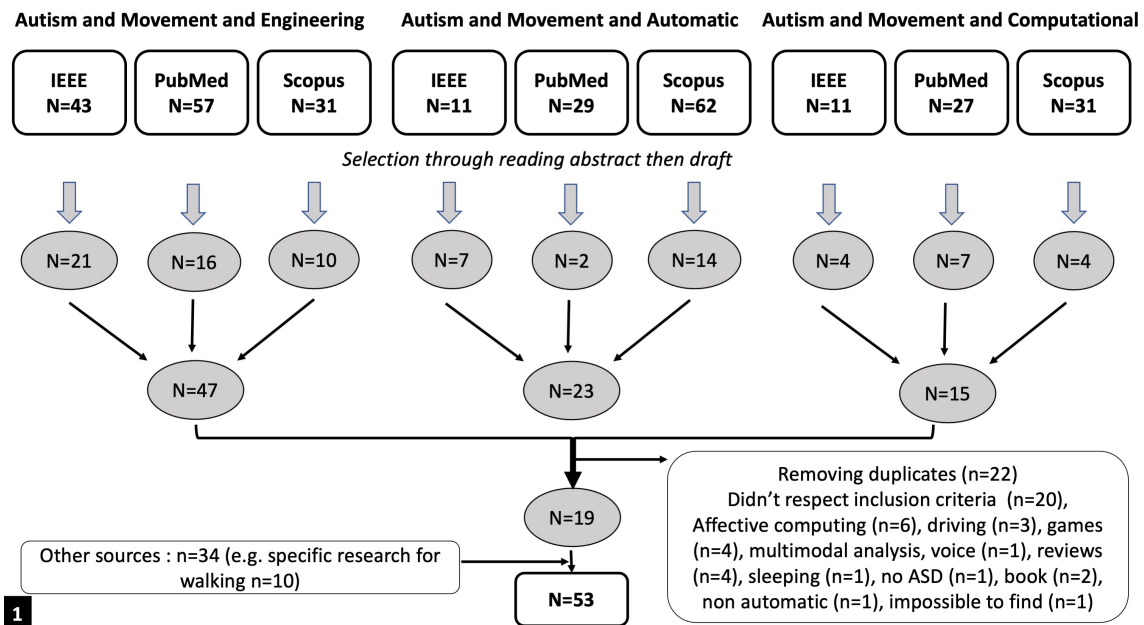 Autism and Movement and Engineering
Autism and Movement and Automatic
Autism and Movement and Computational
IEEE
N=43
PubMed
N=57
Scopus
N=31
IEEE
N=11
PubMed
N=29
Scopus
N=62
IEEE
N=11
PubMed
N=27
Scopus
N=31
Selection through reading abstract then draft
N=21
N=16
N=10
N=7
N=2
N=14
N=4
N=7
N=4
N=47
N=23
N=15
Removing duplicates (n=22)
Didn't respect inclusion criteria (n=20),
Affective computing (n=6), driving (n=3), games
(n=4), multimodal analysis, voice (n=1), reviews
(n=4), sleeping (n=1), no ASD (n=1), book (n=2),
non automatic (n=1), impossible to find (n=1)
N=19
Other sources : n=34 (e.g. specific research for
walking n=10)
N=53
1